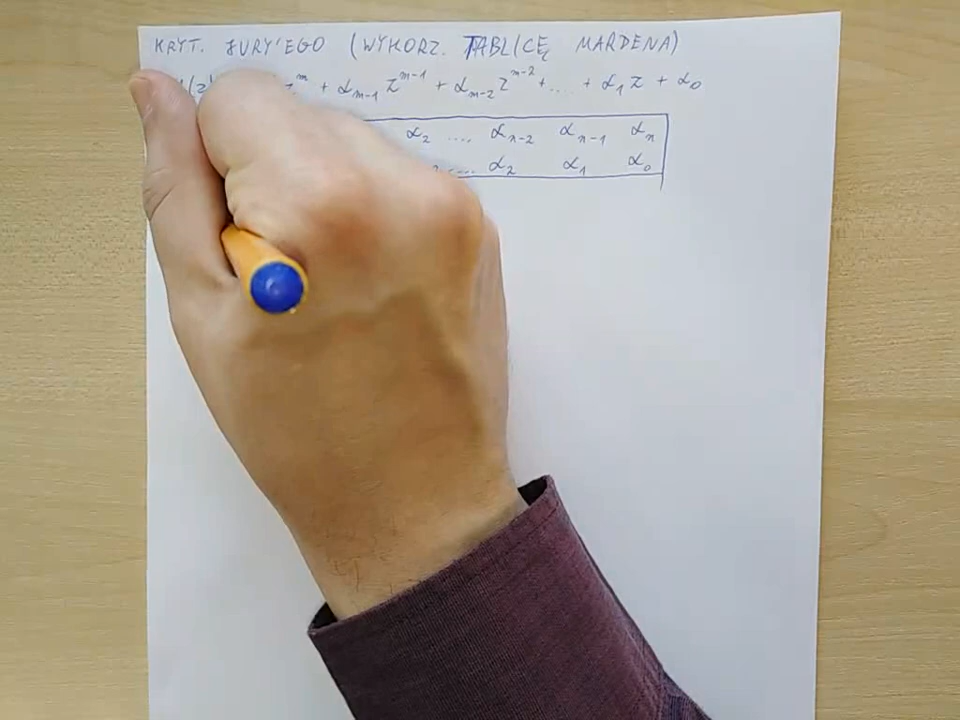 KRYT. JURY'EGO (WYKORZ. TABLICĘ MARDENA)
(z) z^m + α_{m-1} z^{m-1} + α_{m-2} z^{m-2} + .... + α_1 z + α_0
α_2 .... α_{n-2} α_{n-1} α_n
.... α_2 α_1 α_0